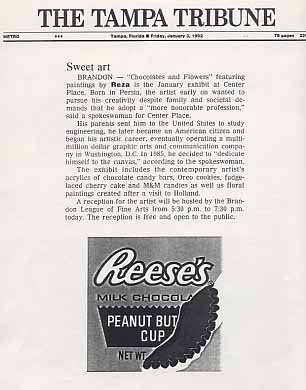 THE TAMPA TRIBUNE
METRO
Tampa, Florida ■ Friday, January 3, 1992
78 pages
Sweet art
BRANDON — "Chocolates and Flowers" featuring
paintings by Reza is the January exhibit at Center
Place. Born in Persia, the artist early on wanted to
pursue his creativity despite family and societal de-
mands that he adopt a "more honorable profession,"
said a spokeswoman for Center Place.
His parents sent him to the United States to study
engineering, he later became an American citizen and
began his artistic career, eventually operating a multi-
million dollar graphic arts and communication compa-
ny in Washington, D.C. In 1985, he decided to "dedicate
himself to the canvas," according to the spokeswoman.
The exhibit includes the contemporary artist's
acrylics of chocolate candy bars, Oreo cookies, fudge-
laced cherry cake and M&M candies as well as floral
paintings created after a visit to Holland.
A reception for the artist will be hosted by the Bran-
don League of Fine Arts from 5:30 p.m. to 7:30 p.m.
today. The reception is free and open to the public.
Reese's
MILK CHOCOLA
PEANUT BUT
CUP
NET WT